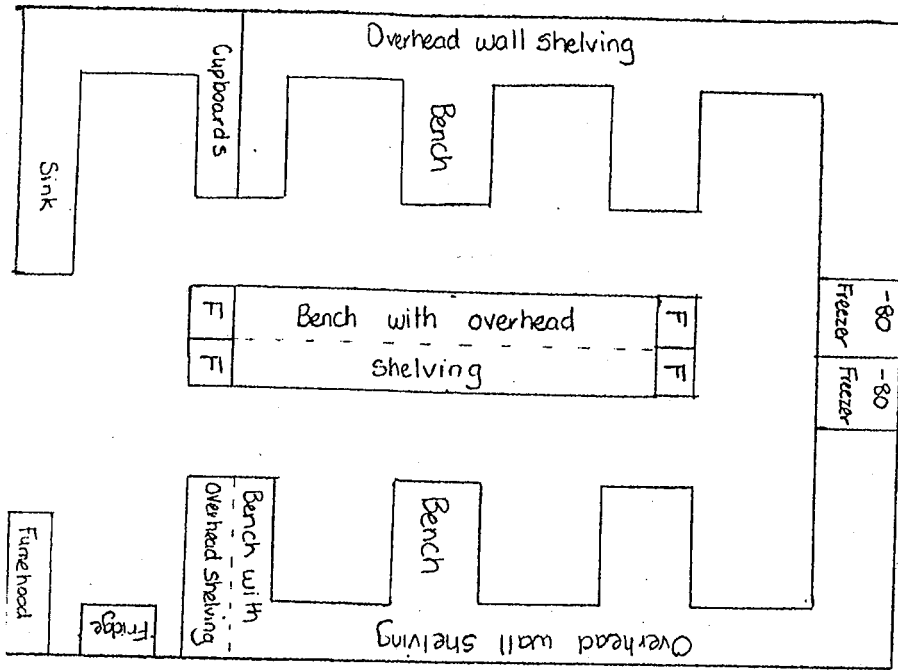 Overhead wall shelving
Cupboards
Bench
Sink
-80
Freezer
-80
Freezer
F
Bench with overhead
F
F
shelving
F
Bench with
overhead shelving
Bench
Fumehood
Fridge
Overhead wall shelving